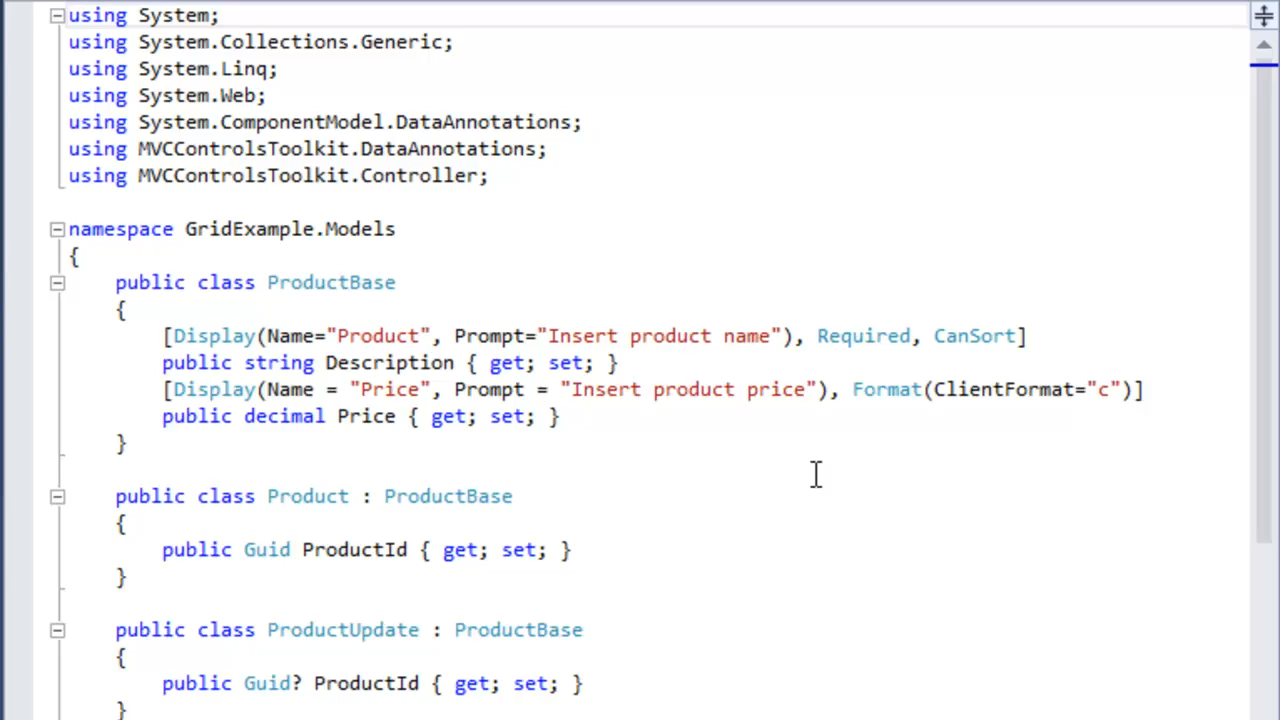 using System;
using System.Collections.Generic;
using System.Linq;
using System.Web;
using System.ComponentModel.DataAnnotations;
using MVCControlsToolkit.DataAnnotations;
using MVCControlsToolkit.Controller;
namespace GridExample.Models
{
public class ProductBase
{
[Display(Name="Product", Prompt="Insert product name"), Required, CanSort]
public string Description { get; set; }
[Display(Name = "Price", Prompt = "Insert product price"), Format(ClientFormat="c")]
public decimal Price { get; set; }
}
public class Product : ProductBase
{
public Guid ProductId { get; set; }
}
public class ProductUpdate : ProductBase
{
public Guid? ProductId { get; set; }
}